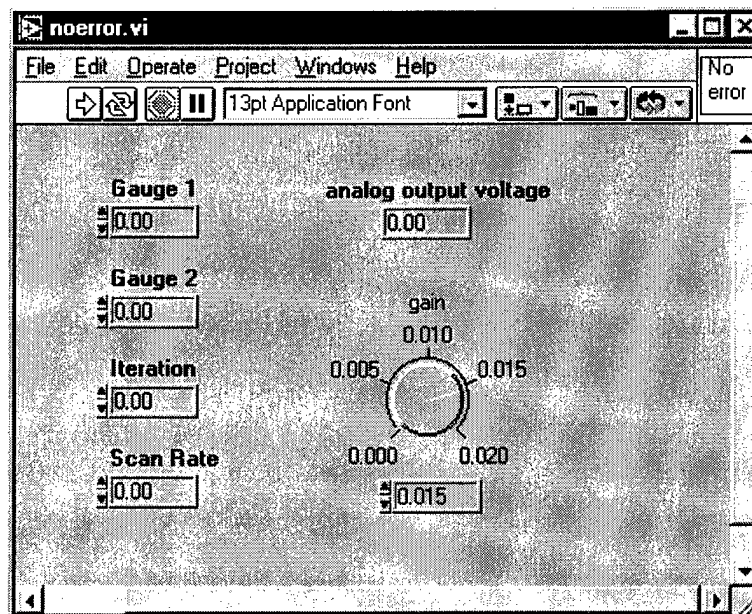 noerror.vi
File Edit Operate Project Windows Help
No error
13pt Application Font
Gauge 1
0.00
analog output voltage
0.00
Gauge 2
0.00
gain
0.010
0.005
0.015
0.000
0.020
0.015
Iteration
0.00
Scan Rate
0.00